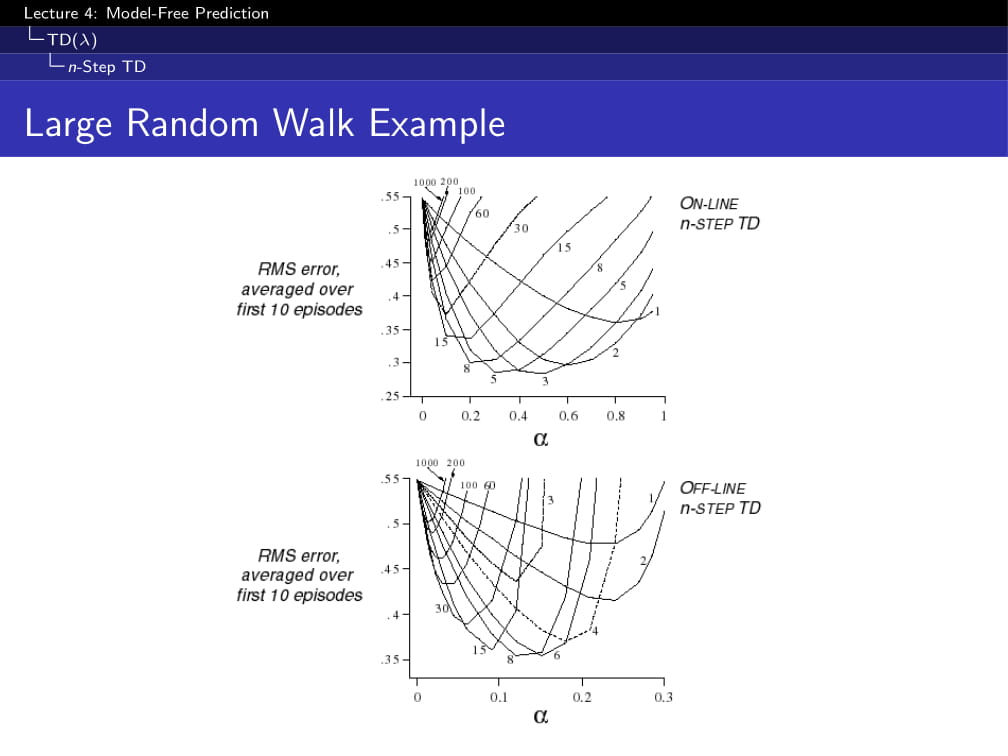 Lecture 4: Model-Free Prediction
TD(λ)
n-Step TD
Large Random Walk Example
1000 200
100
60
30
15
8
5
1
2
3
5
8
15
ON-LINE
n-STEP TD
RMS error,
averaged over
first 10 episodes
.55
.5
.45
.4
.35
.3
.25
0 0.2 0.4 0.6 0.8 1
α
1000 200
100 60
3
1
2
4
6
8
15
30
OFF-LINE
n-STEP TD
RMS error,
averaged over
first 10 episodes
.55
.5
.45
.4
.35
0 0.1 0.2 0.3
α